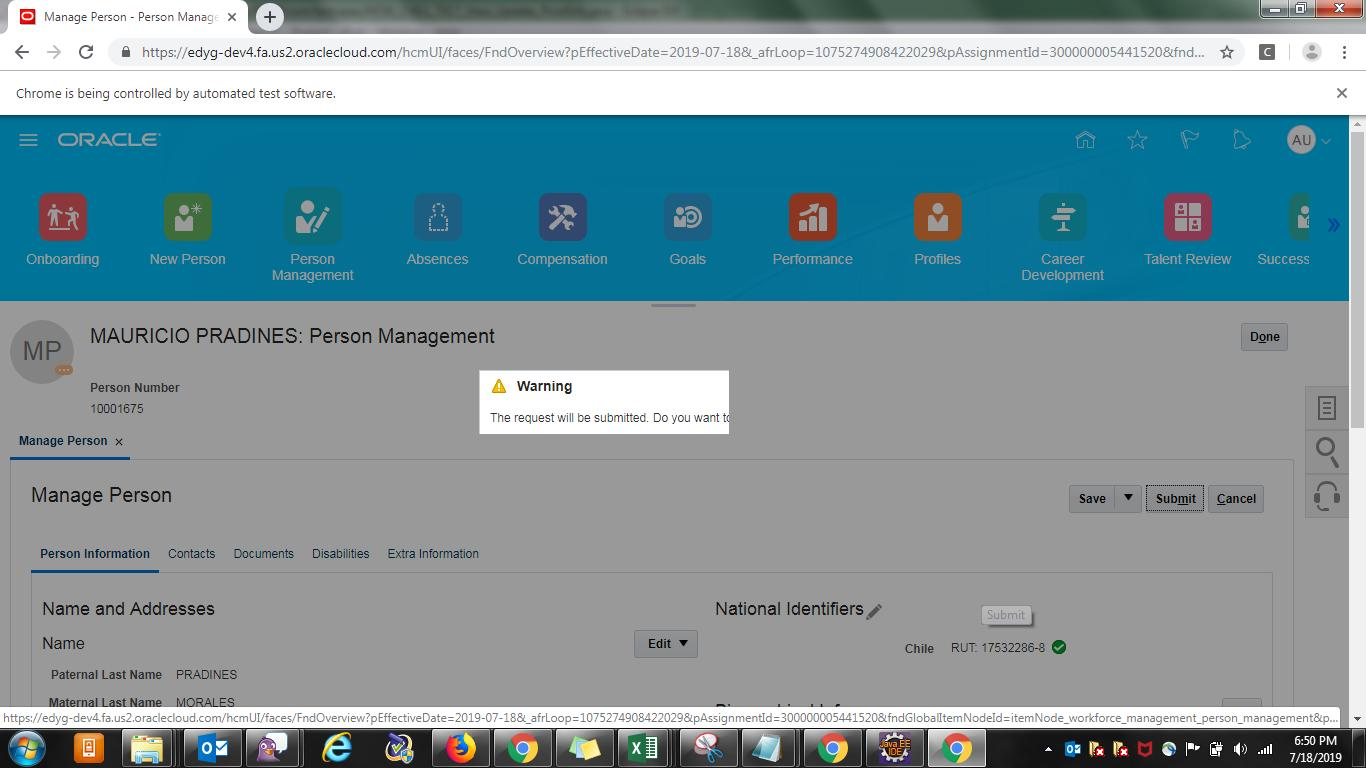 Manage Person - Person Manage
https://edyg-dev4.fa.us2.oraclecloud.com/hcmUI/faces/FndOverview?pEffectiveDate=2019-07-18&_afrLoop=1075274908422029&pAssignmentId=300000005441520&fnd...
C
Chrome is being controlled by automated test software.
ORACLE
AU
Onboarding
New Person
Person
Management
Absences
Compensation
Goals
Performance
Profiles
Career
Development
Talent Review
Success
MP
MAURICIO PRADINES: Person Management
Done
Person Number
10001675
Warning
The request will be submitted. Do you want to
Manage Person
Manage Person
Save
Submit
Cancel
Person Information
Contacts
Documents
Disabilities
Extra Information
Name and Addresses
National Identifiers
Submit
Name
Edit
Chile RUT: 17532286-8
Paternal Last Name PRADINES
Maternal Last Name MORALES
https://edyg-dev4.fa.us2.oraclecloud.com/hcmUI/faces/FndOverview?pEffectiveDate=2019-07-18&_afrLoop=1075274908422029&pAssignmentId=300000005441520&fndGlobalItemNodeId=itemNode_workforce_management_person_management&p...
Java EE
IDE
6:50 PM
7/18/2019